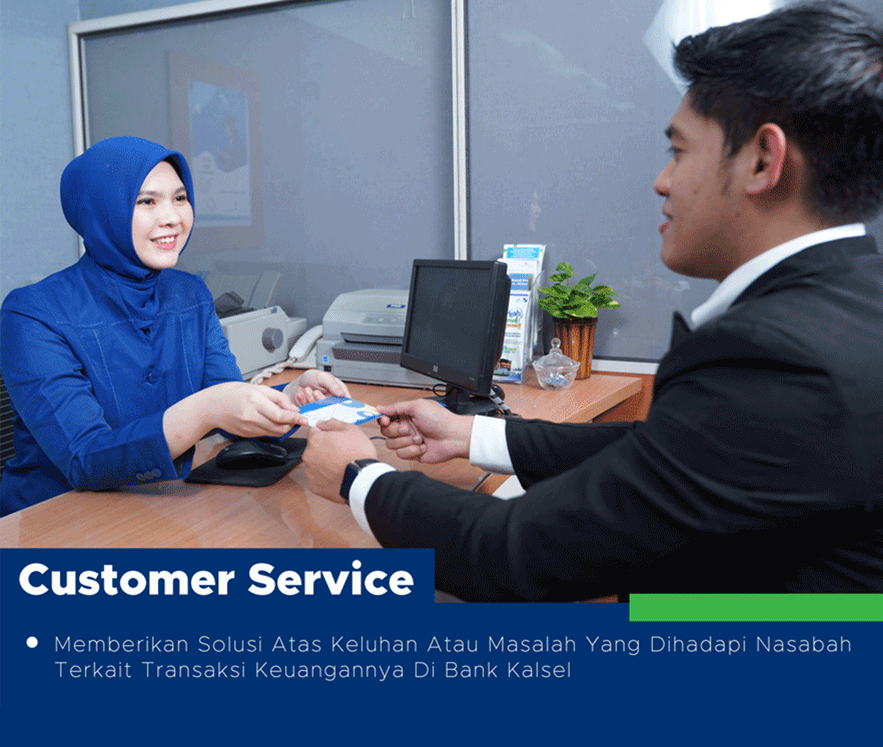 Customer Service
Memberikan Solusi Atas Keluhan Atau Masalah Yang Dihadapi Nasabah
Terkait Transaksi Keuangannya Di Bank Kalsel